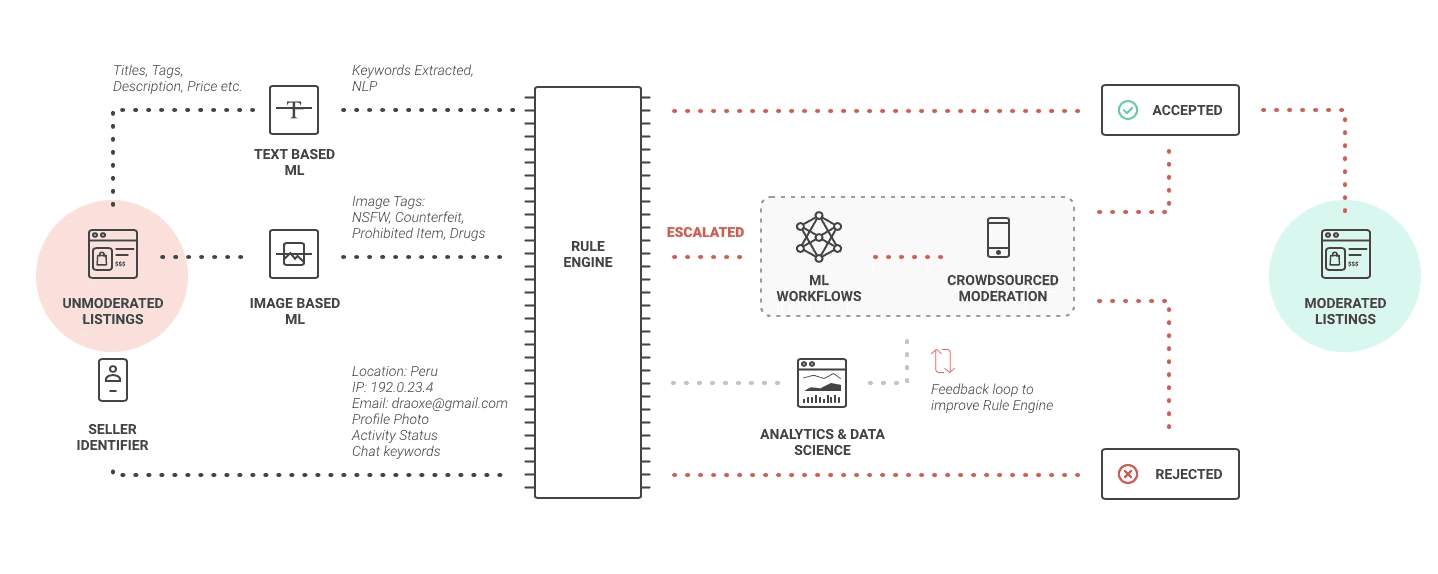 Titles, Tags,
Description, Price etc.
T
TEXT BASED
ML
Keywords Extracted,
NLP
$$$
UNMODERATED
LISTINGS
IMAGE BASED
ML
Image Tags:
NSFW, Counterfeit,
Prohibited Item, Drugs
SELLER
IDENTIFIER
Location: Peru
IP: 192.0.23.4
Email: draoxe@gmail.com
Profile Photo
Activity Status
Chat keywords
RULE
ENGINE
ESCALATED
ML
WORKFLOWS
CROWDSOURCED
MODERATION
ANALYTICS & DATA
SCIENCE
Feedback loop to
improve Rule Engine
ACCEPTED
REJECTED
$$$
MODERATED
LISTINGS